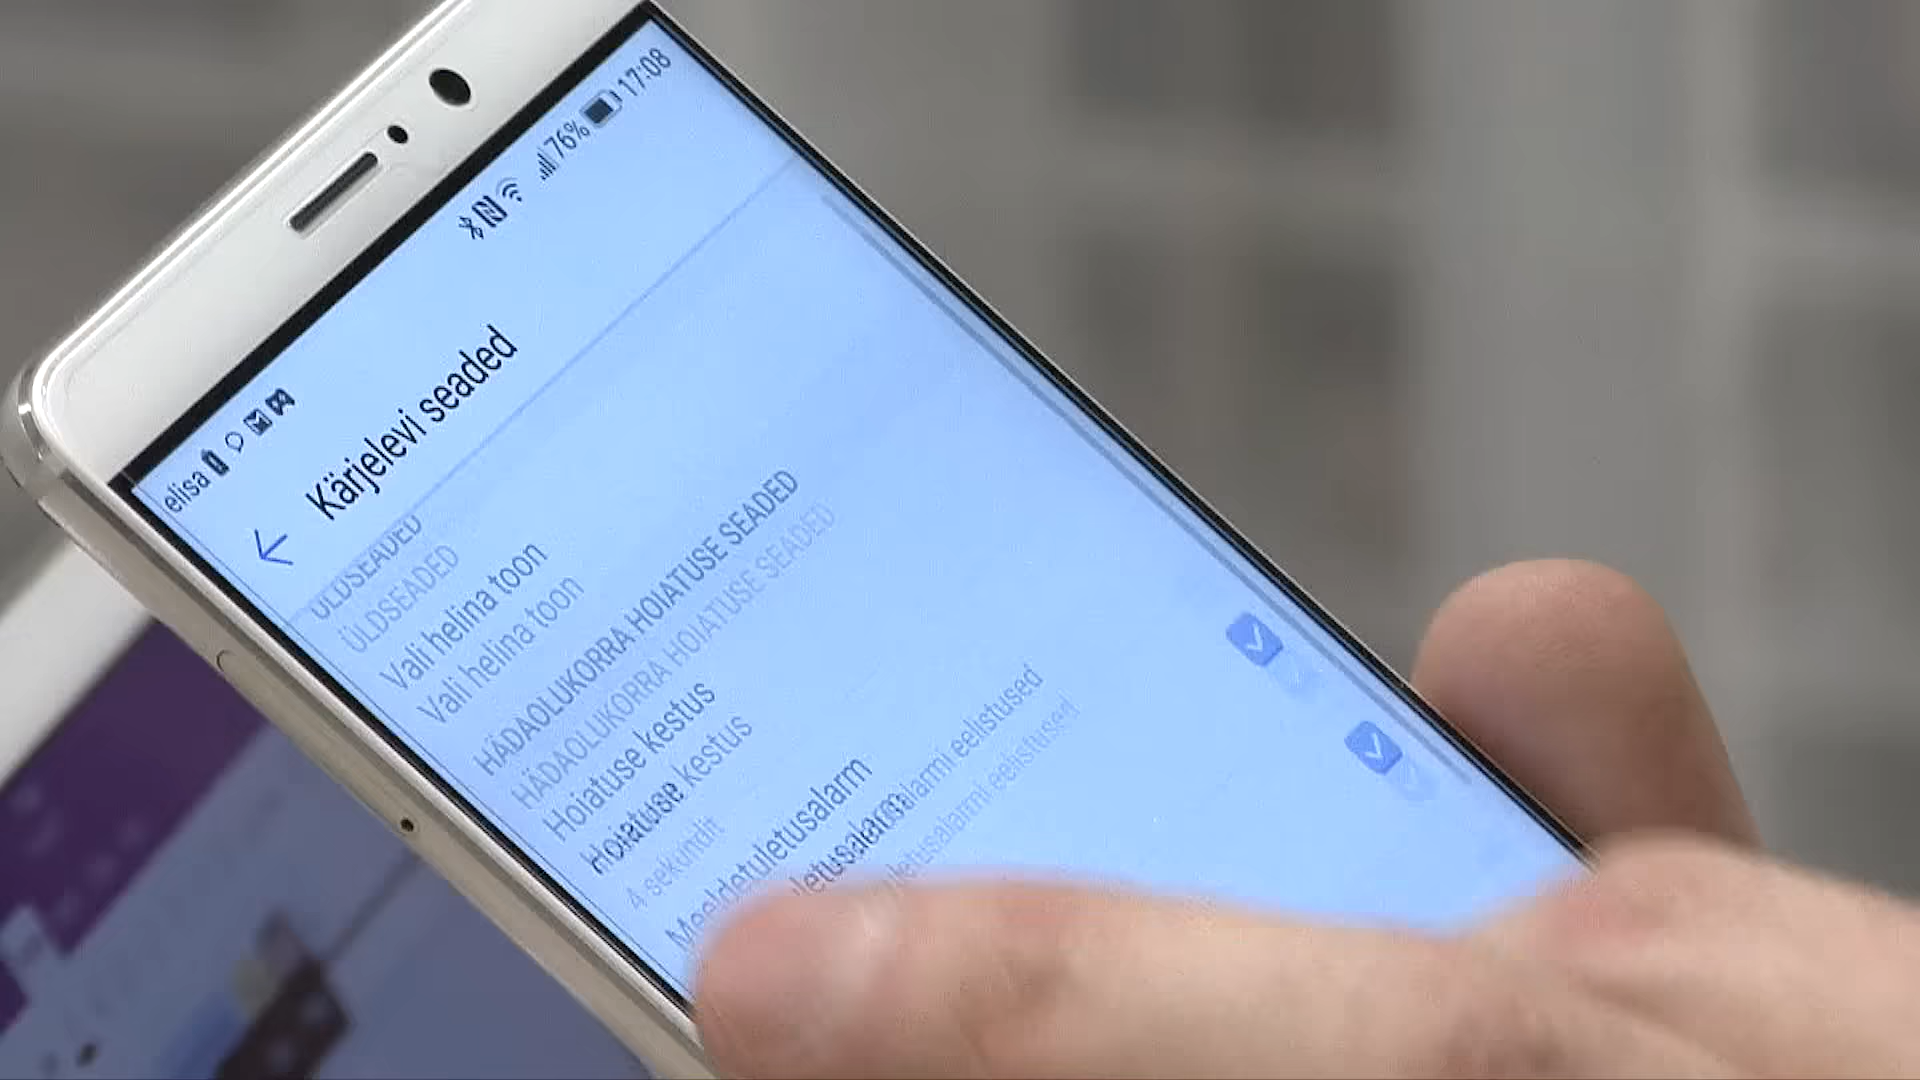 elisa 76% 17:08
Kärjelevi seaded
ÜLDSEADED
Vali helina toon
HÄDAOLUKORRA HOIATUSE SEADED
Hoiatuse kestus
4 sekundit
Meeldetuletusalarm
Meeldetuletusalarmi eelistused